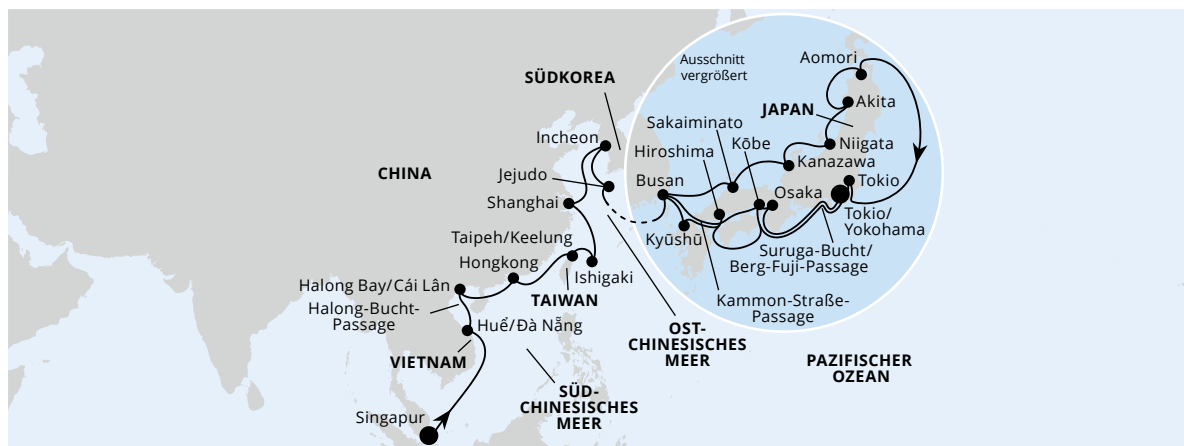 Ausschnitt
vergrößert
Aomori
SÜDKOREA
Akita
JAPAN
Sakaiminato
Incheon
Niigata
Hiroshima
Kōbe
Kanazawa
CHINA
Jejudo
Busan
Osaka
Tokio
Shanghai
Tokio/
Yokohama
Kyūshū
Taipeh/Keelung
Suruga-Bucht/
Berg-Fuji-Passage
Hongkong
Ishigaki
Halong Bay/Cái Lân
TAIWAN
Kammon-Straße-
Passage
Halong-Bucht-
Passage
Huể/Đà Nẵng
OST-
CHINESISCHES
MEER
VIETNAM
PAZIFISCHER
OZEAN
SÜD-
CHINESISCHES
MEER
Singapur